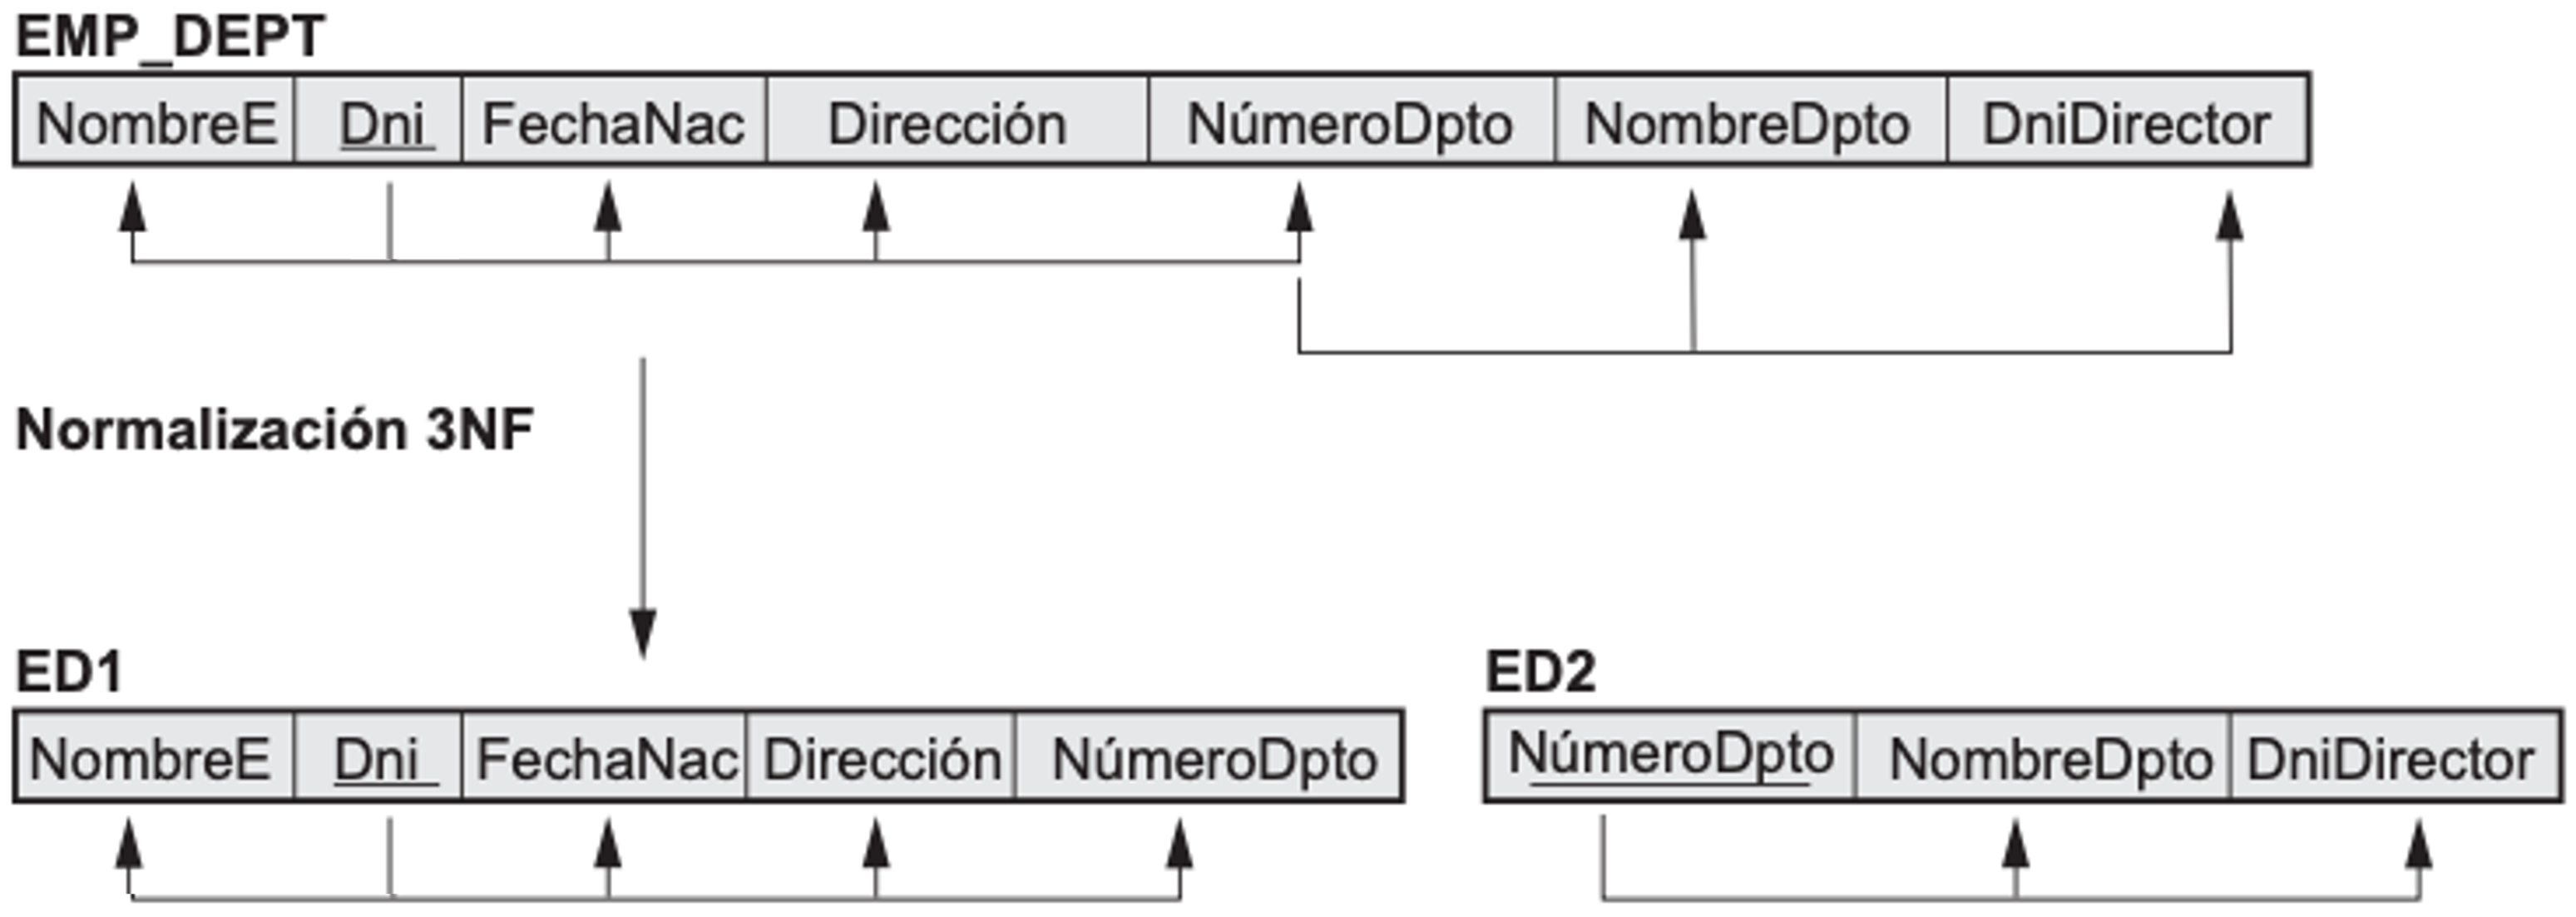 EMP_DEPT
NombreE Dni FechaNac Dirección NúmeroDpto NombreDpto DniDirector
Normalización 3NF
ED1
NombreE Dni FechaNac Dirección NúmeroDpto
ED2
NúmeroDpto NombreDpto DniDirector